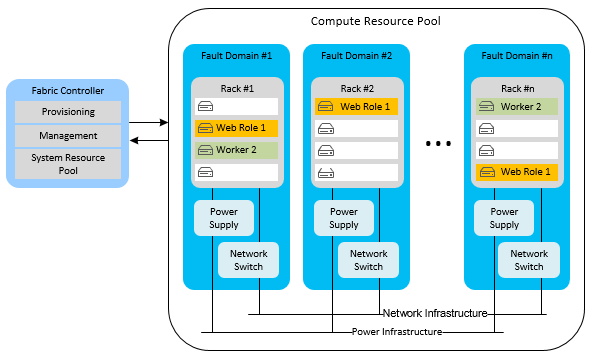 Compute Resource Pool
Fabric Controller
Provisioning
Management
System Resource
Pool
Fault Domain #1
Rack #1
Web Role 1
Worker 2
Power
Supply
Network
Switch
Fault Domain #2
Rack #2
Web Role 1
Power
Supply
Network
Switch
Fault Domain #n
Rack #n
Worker 2
Web Role 1
Power
Supply
Network
Switch
Network Infrastructure
Power Infrastructure